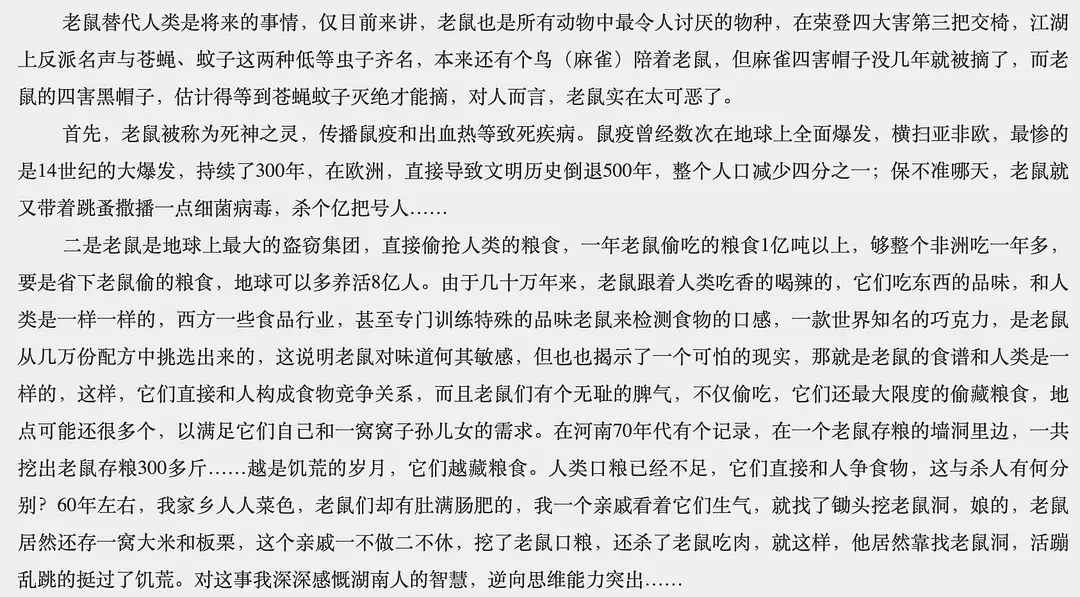 老鼠替代人类是将来的事情，仅目前来讲，老鼠也是所有动物中最令人讨厌的物种，在荣登四大害第三把交椅，江湖
上反派名声与苍蝇、蚊子这两种低等虫子齐名，本来还有个鸟（麻雀）陪着老鼠，但麻雀四害帽子没几年就被摘了，而老
鼠的四害黑帽子，估计得等到苍蝇蚊子灭绝才能摘，对人而言，老鼠实在太可恶了。
首先，老鼠被称为死神之灵，传播鼠疫和出血热等致死疾病。鼠疫曾经数次在地球上全面爆发，横扫亚非欧，最惨的
是14世纪的大爆发，持续了300年，在欧洲，直接导致文明历史倒退500年，整个人口减少四分之一；保不准哪天，老鼠就
又带着跳蚤撒播一点细菌病毒，杀个亿把号人……
二是老鼠是地球上最大的盗窃集团，直接偷抢人类的粮食，一年老鼠偷吃的粮食1亿吨以上，够整个非洲吃一年多，
要是省下老鼠偷的粮食，地球可以多养活8亿人。由于几十万年来，老鼠跟着人类吃香的喝辣的，它们吃东西的品味，和人
类是一样一样的，西方一些食品行业，甚至专门训练特殊的品味老鼠来检测食物的口感，一款世界知名的巧克力，是老鼠
从几万份配方中挑选出来的，这说明老鼠对味道何其敏感，但也也揭示了一个可怕的现实，那就是老鼠的食谱和人类是一
样的，这样，它们直接和人构成食物竞争关系，而且老鼠们有个无耻的脾气，不仅偷吃，它们还最大限度的偷藏粮食，地
点可能还很多个，以满足它们自己和一窝窝子孙儿女的需求。在河南70年代有个记录，在一个老鼠存粮的墙洞里边，一共
挖出老鼠存粮300多斤……越是饥荒的岁月，它们越藏粮食。人类口粮已经不足，它们直接和人争食物，这与杀人有何分
别？60年左右，我家乡人人菜色，老鼠们却有肚满肠肥的，我一个亲戚看着它们生气，就找了锄头挖老鼠洞，娘的，老鼠
居然还存一窝大米和板栗，这个亲戚一不做二不休，挖了老鼠口粮，还杀了老鼠吃肉，就这样，他居然靠找老鼠洞，活蹦
乱跳的挺过了饥荒。对这事我深深感慨湖南人的智慧，逆向思维能力突出……